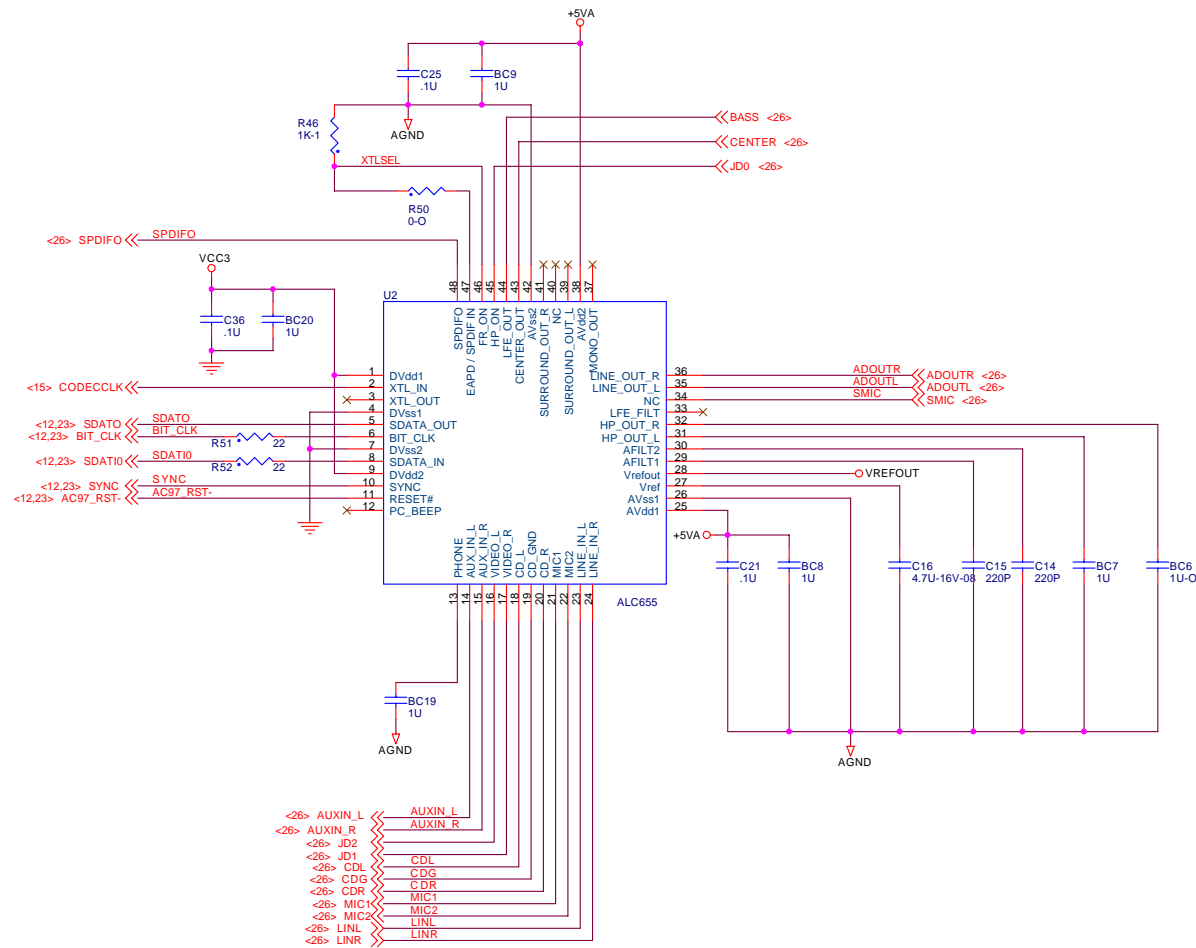 +5VA
C25
.1U
BC9
1U
R46
1K-1
AGND
BASS <26>
CENTER <26>
XTLSEL
JD0 <26>
R50
0-O
<26> SPDIFO
SPDIFO
VCC3
C36
.1U
BC20
1U
U2
48
47
46
45
44
43
42
41
40
39
38
37
SPDIFO
EAPD / SPDIF IN
FR_ON
HP_ON
LFE_OUT
CENTER_OUT
AVss2
SURROUND_OUT_R
NC
SURROUND_OUT_L
AVdd2
MONO_OUT
<15> CODECCLK
<12,23> SDATO
SDATO
<12,23> BIT_CLK
BIT_CLK
R51
22
<12,23> SDATI0
SDATI0
R52
22
<12,23> SYNC
SYNC
<12,23> AC97_RST-
AC97_RST-
1 DVdd1
2 XTL_IN
3 XTL_OUT
4 DVss1
5 SDATA_OUT
6 BIT_CLK
7 DVss2
8 SDATA_IN
9 DVdd2
10 SYNC
11 RESET#
12 PC_BEEP
LINE_OUT_R 36
LINE_OUT_L 35
NC 34
LFE_FILT 33
HP_OUT_R 32
HP_OUT_L 31
AFILT2 30
AFILT1 29
Vrefout 28
Vref 27
AVss1 26
AVdd1 25
ADOUTR
ADOUTR <26>
ADOUTL
ADOUTL <26>
SMIC
SMIC <26>
VREFOUT
+5VA
C21
.1U
BC8
1U
C16
4.7U-16V-08
C15
220P
C14
220P
BC7
1U
BC6
1U-O
AGND
PHONE
AUX_IN_L
AUX_IN_R
VIDEO_L
VIDEO_R
CD_L
CD_GND
CD_R
MIC1
MIC2
LINE_IN_L
LINE_IN_R
13
14
15
16
17
18
19
20
21
22
23
24
ALC655
BC19
1U
AGND
<26> AUXIN_L
AUXIN_L
<26> AUXIN_R
AUXIN_R
<26> JD2
<26> JD1
<26> CDL
CDL
<26> CDG
CDG
<26> CDR
CDR
<26> MIC1
MIC1
<26> MIC2
MIC2
<26> LINL
LINL
<26> LINR
LINR